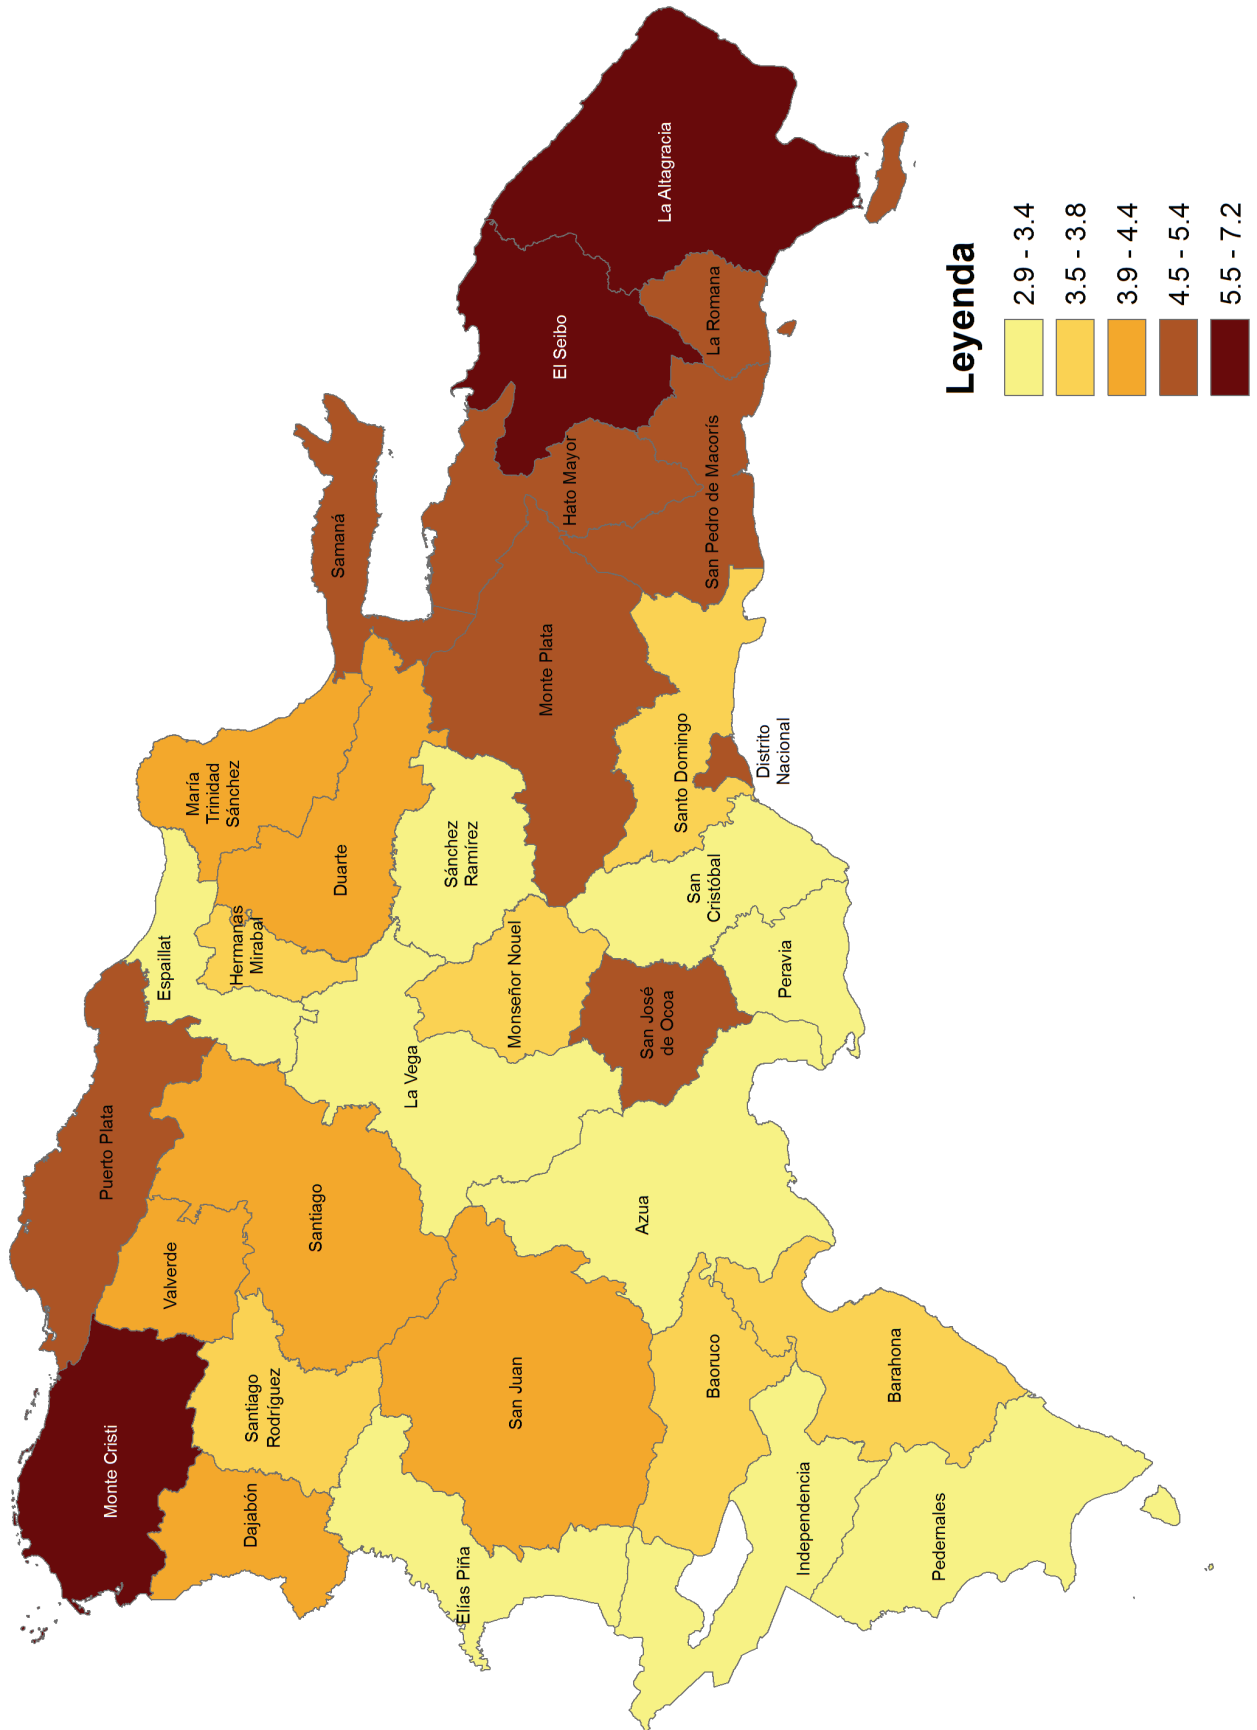 Monte Cristi
Puerto Plata
Valverde
Espaillat
María
Trinidad
Sánchez
Dajabón
Santiago
Rodríguez
Santiago
Hermanas
Mirabal
Duarte
Samaná
La Vega
Sánchez
Ramírez
Elías Piña
San Juan
Monseñor Nouel
Monte Plata
Hato Mayor
El Seibo
La Altagracia
Azua
San José
de Ocoa
San
Cristóbal
Santo Domingo
San Pedro de Macorís
La Romana
Baoruco
Peravia
Distrito
Nacional
Independencia
Barahona
Pedernales
Leyenda
2.9 - 3.4
3.5 - 3.8
3.9 - 4.4
4.5 - 5.4
5.5 - 7.2